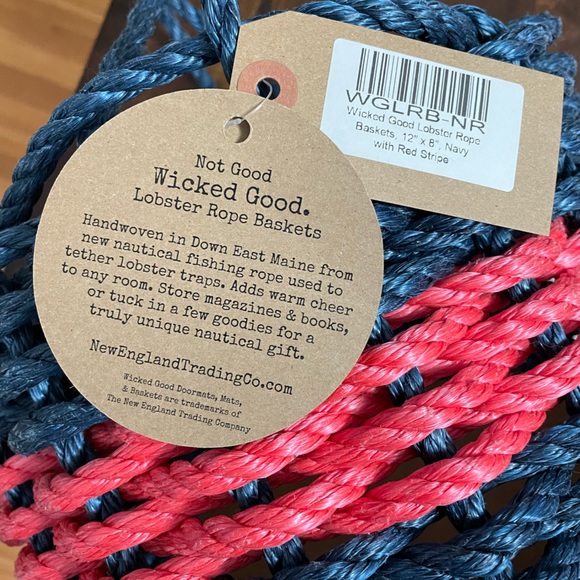 WGLRB-NR
Wicked Good Lobster Rope
Baskets, 12" x 8", Navy
with Red Stripe
Not Good
Wicked Good.
Lobster Rope Baskets
Handwoven in Down East Maine from
new nautical fishing rope used to
tether lobster traps. Adds warm cheer
to any room. Store magazines & books,
or tuck in a few goodies for a
truly unique nautical gift.
NewEnglandTradingCo.com
Wicked Good Doormats, Mats,
& Baskets are trademarks of
The New England Trading Company